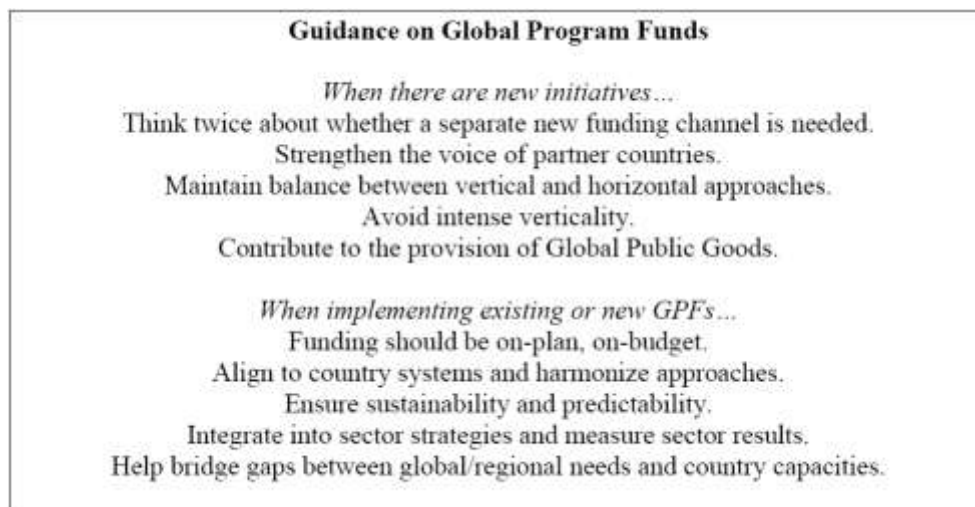 Guidance on Global Program Funds
When there are new initiatives…
Think twice about whether a separate new funding channel is needed.
Strengthen the voice of partner countries.
Maintain balance between vertical and horizontal approaches.
Avoid intense verticality.
Contribute to the provision of Global Public Goods.
When implementing existing or new GPFs…
Funding should be on-plan, on-budget.
Align to country systems and harmonize approaches.
Ensure sustainability and predictability.
Integrate into sector strategies and measure sector results.
Help bridge gaps between global/regional needs and country capacities.